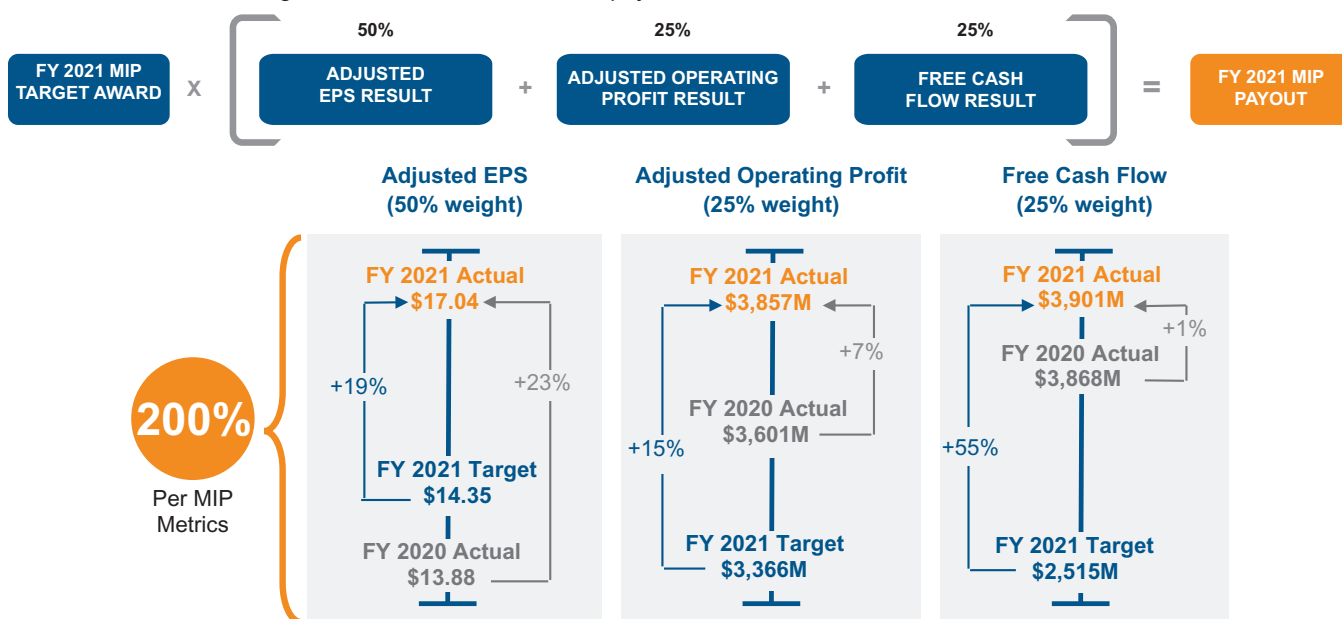 50%
25%
25%
FY 2021 MIP
TARGET AWARD
X
ADJUSTED
EPS RESULT
+
ADJUSTED OPERATING
PROFIT RESULT
+
FREE CASH
FLOW RESULT
=
FY 2021 MIP
PAYOUT
200%
Per MIP
Metrics
Adjusted EPS
(50% weight)
FY 2021 Actual
$17.04
+19%
+23%
FY 2021 Target
$14.35
FY 2020 Actual
$13.88
Adjusted Operating Profit
(25% weight)
FY 2021 Actual
$3,857M
+7%
FY 2020 Actual
$3,601M
+15%
FY 2021 Target
$3,366M
Free Cash Flow
(25% weight)
FY 2021 Actual
$3,901M
+1%
FY 2020 Actual
$3,868M
+55%
FY 2021 Target
$2,515M